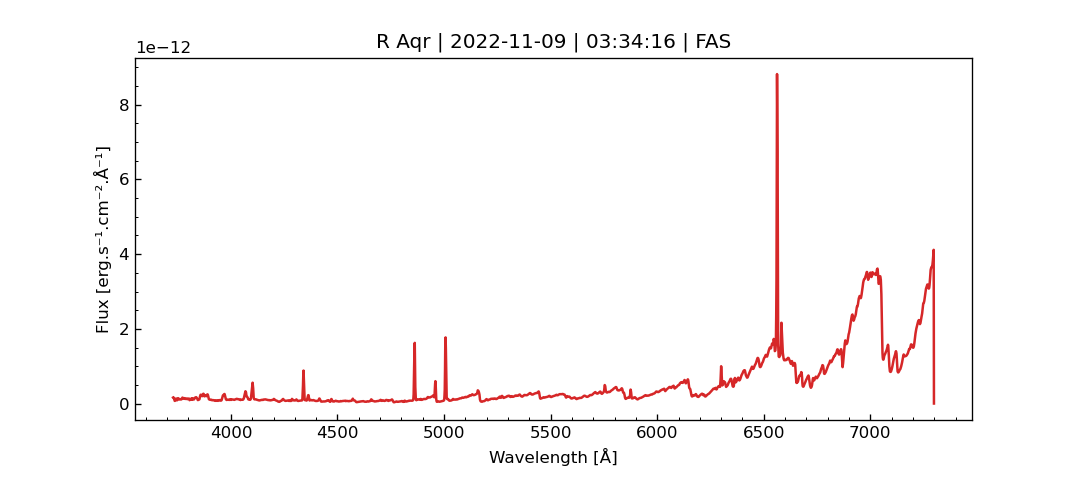 R Aqr | 2022-11-09 | 03:34:16 | FAS
1e−12
8
6
4
2
0
Flux [erg.s⁻¹.cm⁻².Å⁻¹]
4000 4500 5000 5500 6000 6500 7000
Wavelength [Å]